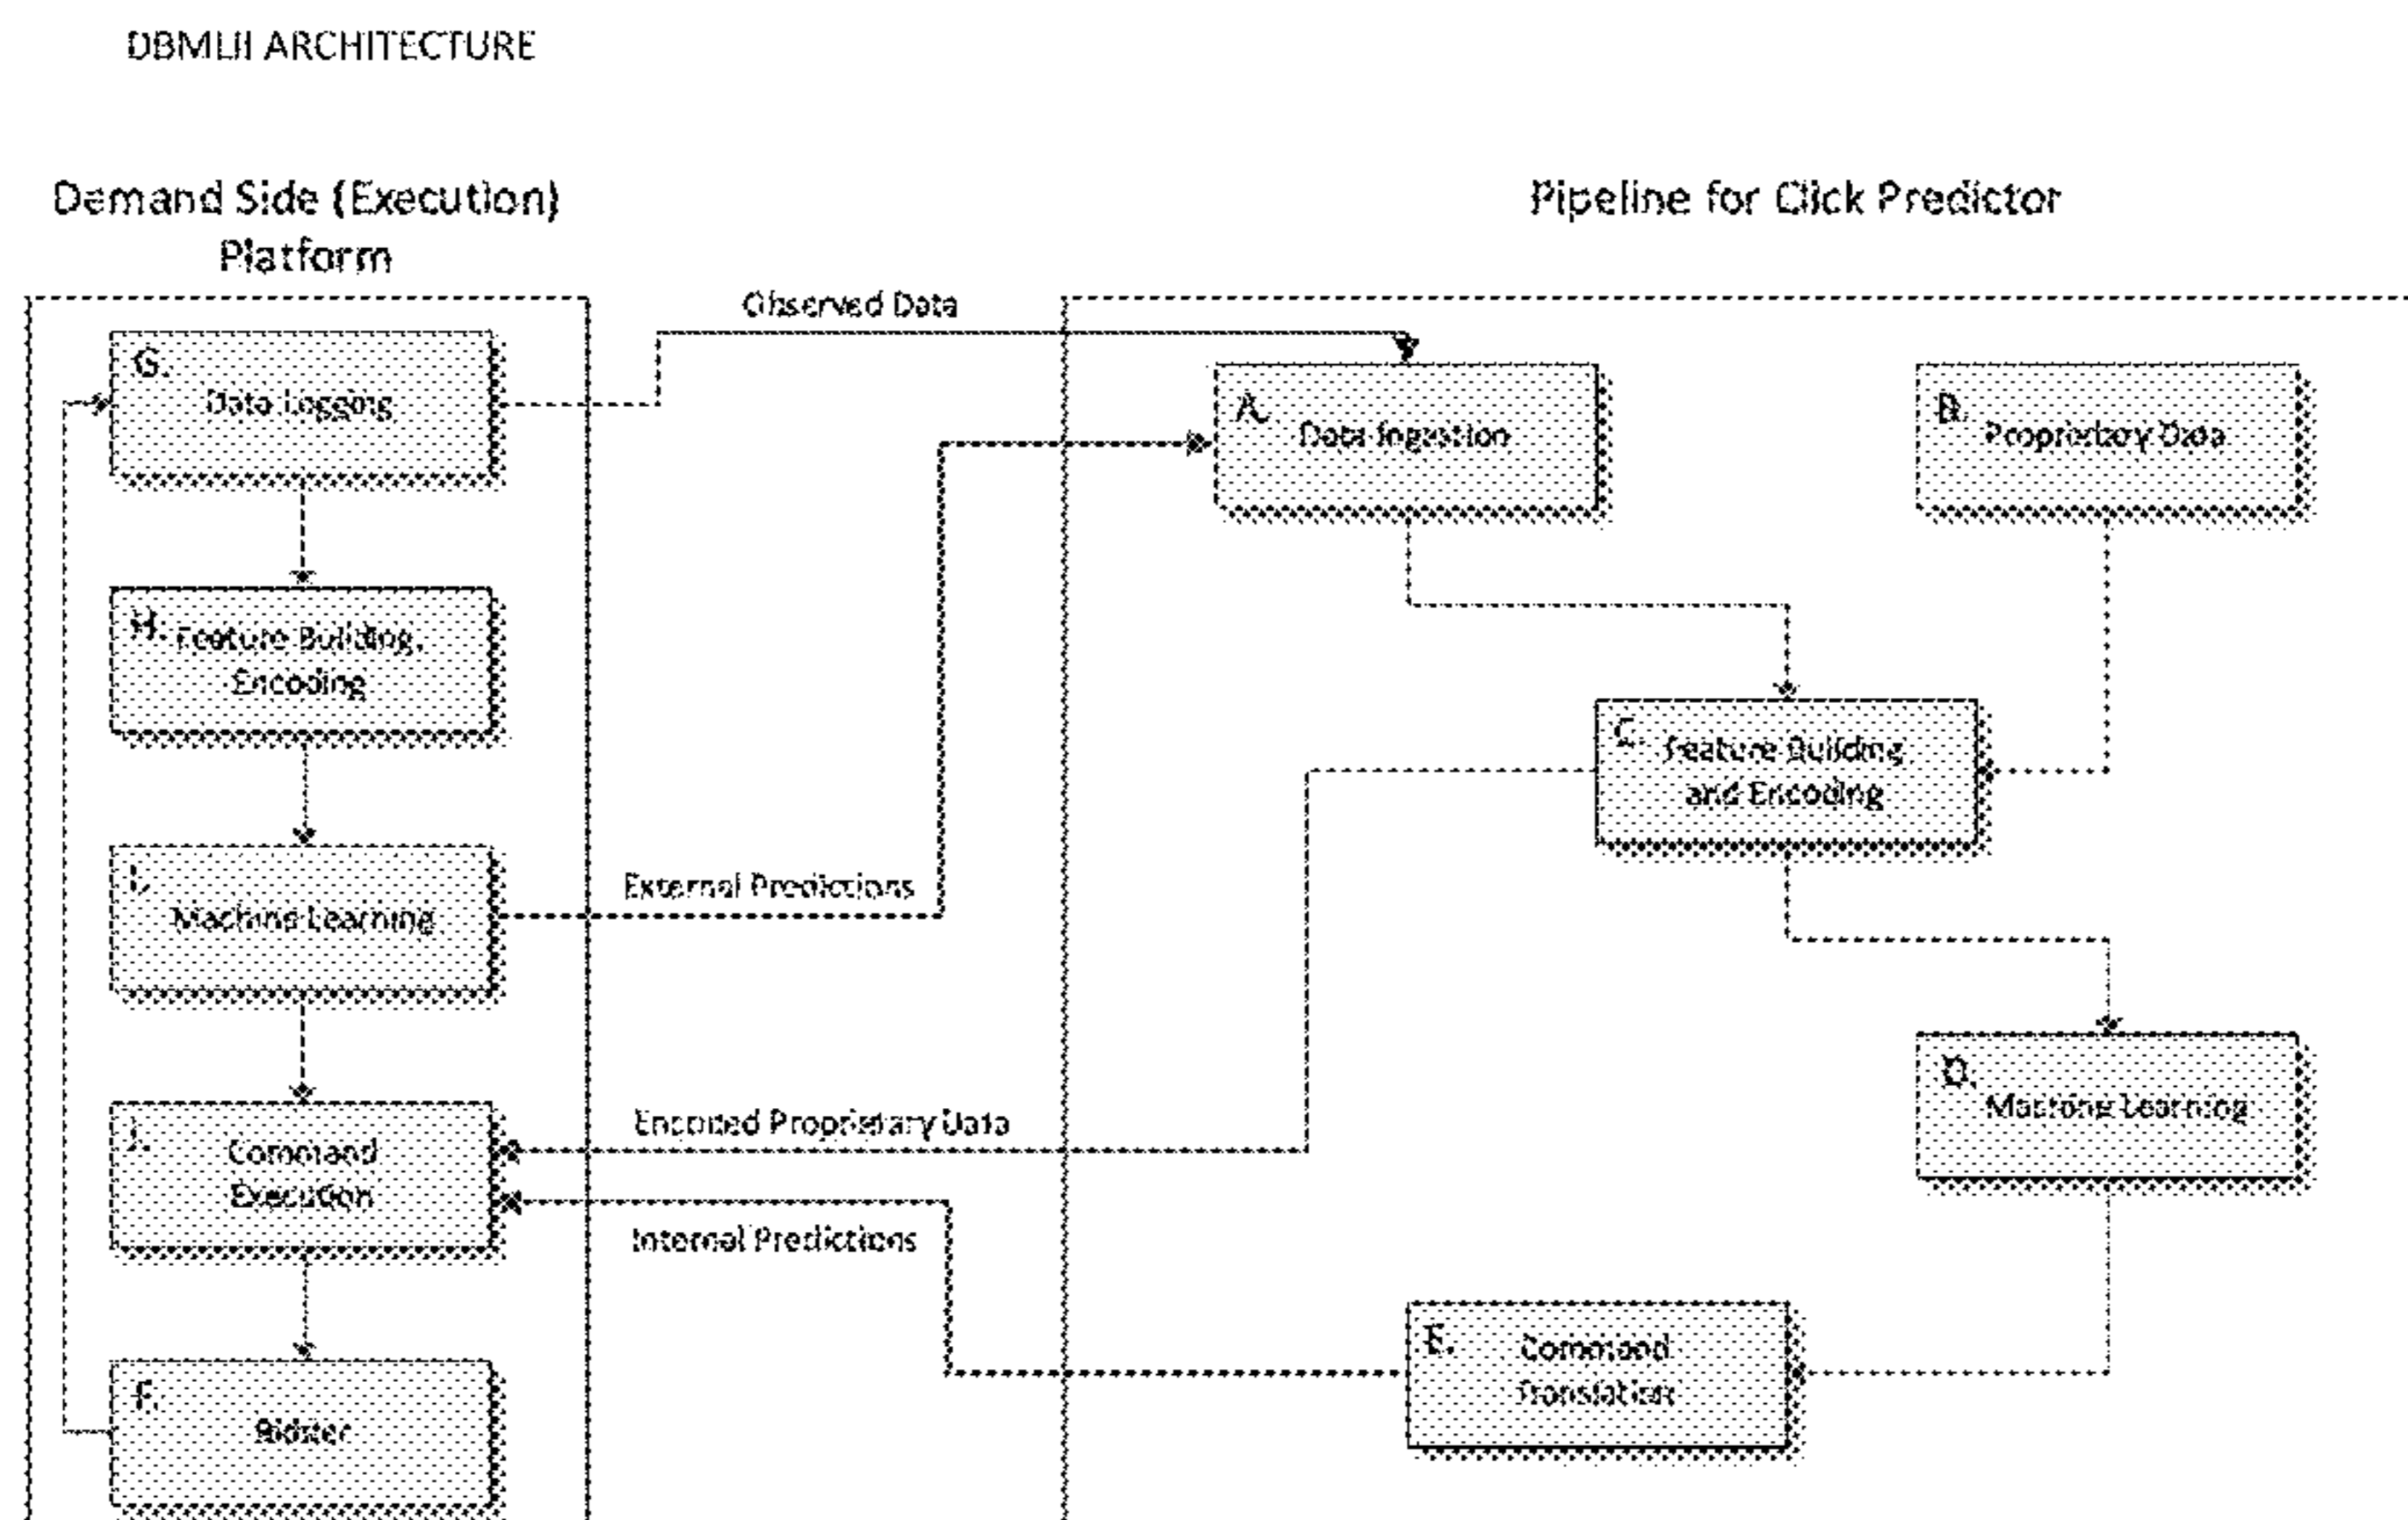 DBMLII ARCHITECTURE
Demand Side (Execution)
Platform
Pipeline for Click Predictor
Observed Data
G.
Data Logging
A.
Data Ingestion
B.
Proprietary Data
H.
Feature Building,
Encoding
C.
Feature Building
and Encoding
I.
Machine Learning
External Predictions
D.
Machine Learning
J.
Command
Execution
Encoded Proprietary Data
Internal Predictions
E.
Command
Translation
F.
Bidder